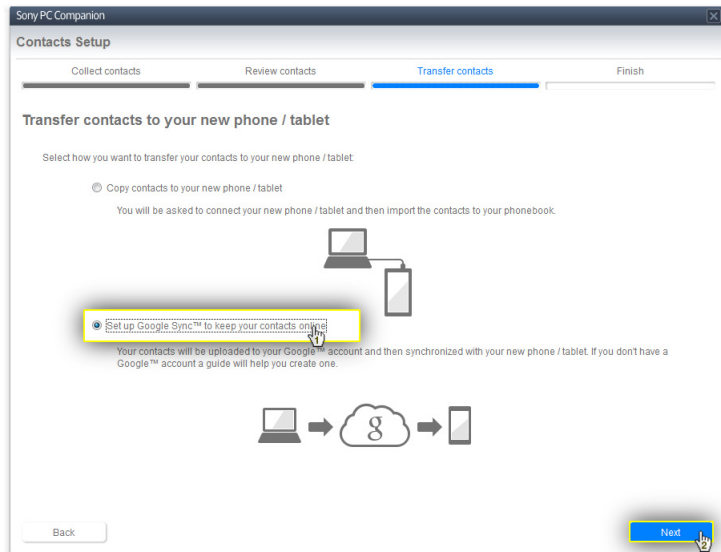 Sony PC Companion
Contacts Setup
Collect contacts
Review contacts
Transfer contacts
Finish
Transfer contacts to your new phone / tablet
Select how you want to transfer your contacts to your new phone / tablet:
Copy contacts to your new phone / tablet
You will be asked to connect your new phone / tablet and then import the contacts to your phonebook.
Set up Google Sync™ to keep your contacts online
1
Your contacts will be uploaded to your Google™ account and then synchronized with your new phone / tablet. If you don't have a
Google™ account a guide will help you create one.
g
Back
Next
2